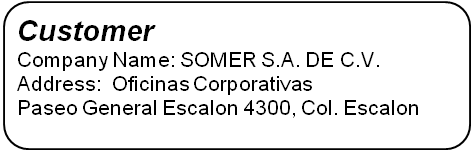 Customer
Company Name: SOMER S.A. DE C.V.
Address:  Oficinas Corporativas
Paseo General Escalon 4300, Col. Escalon